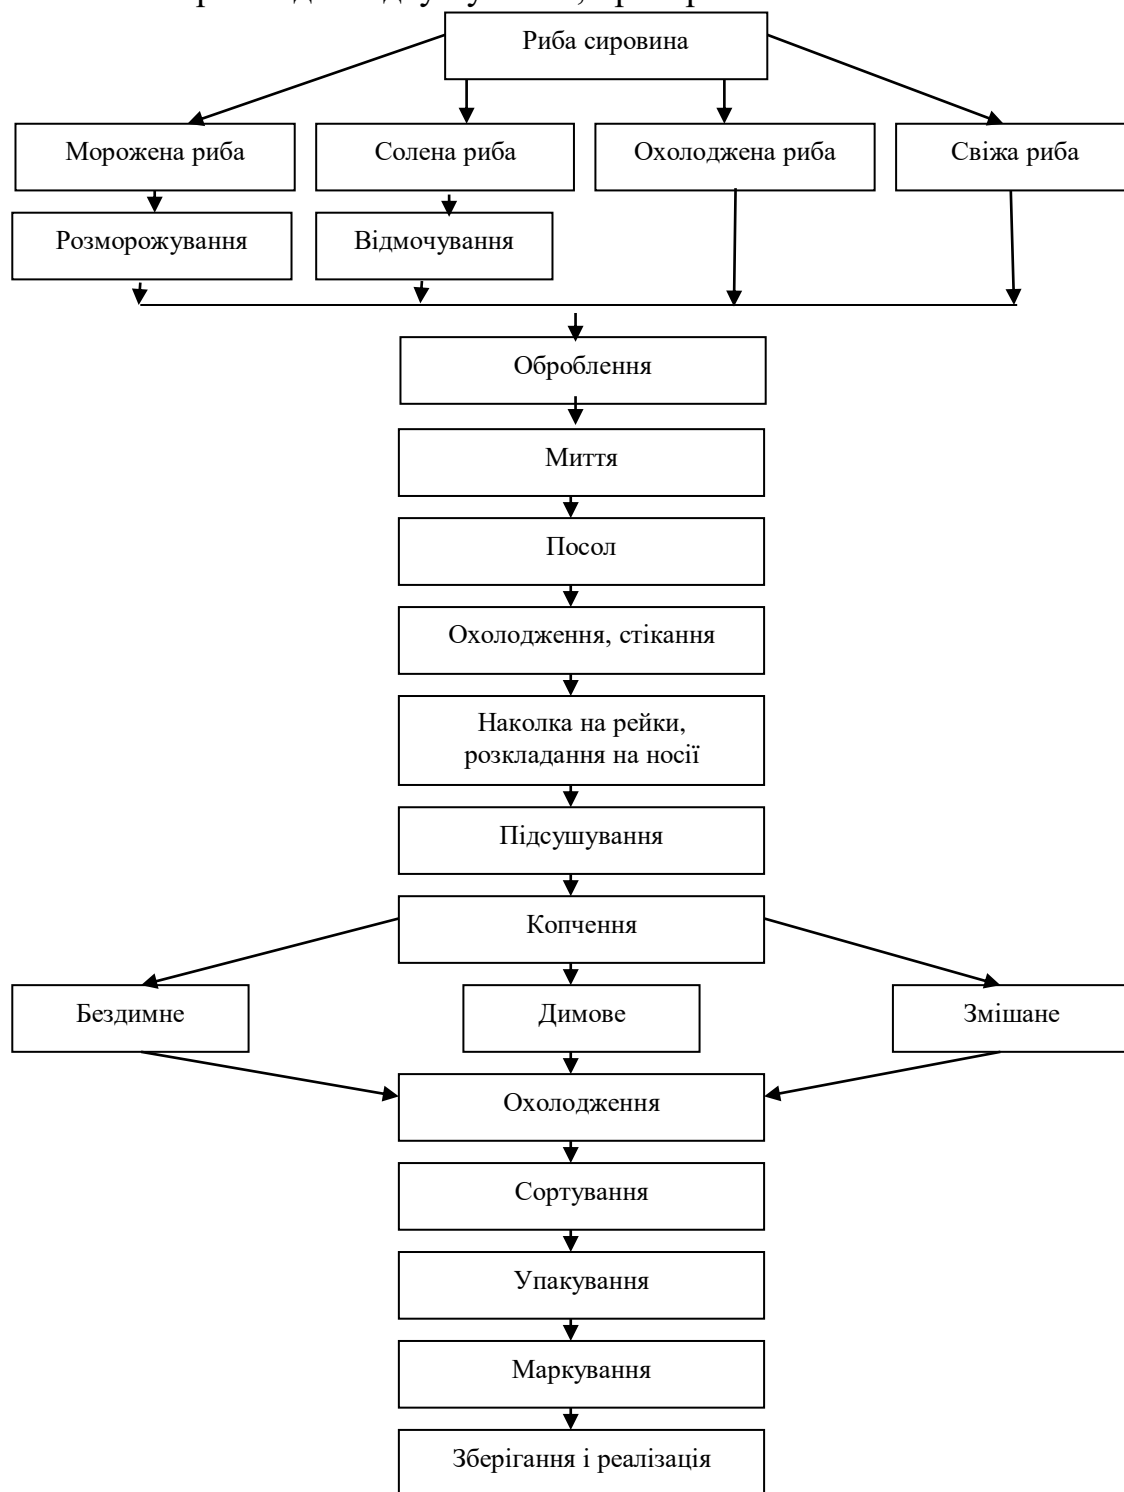 Риба сировина
Морожена риба
Солена риба
Охолоджена риба
Свіжа риба
Розморожування
Відмочування
Оброблення
Миття
Посол
Охолодження, стікання
Наколка на рейки,
розкладання на носії
Підсушування
Копчення
Бездимне
Димове
Змішане
Охолодження
Сортування
Упакування
Маркування
Зберігання і реалізація